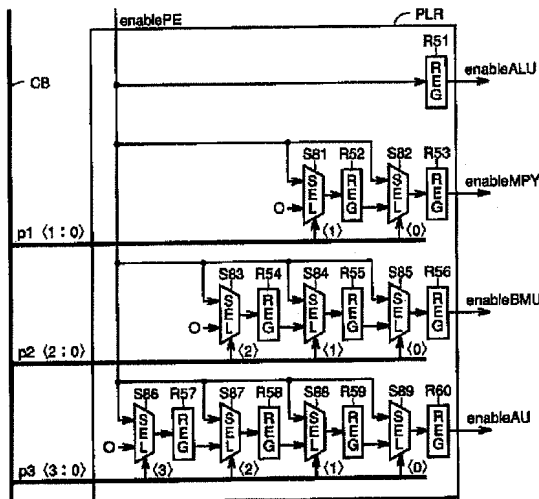 enablePE
PLR
R51
REG
enableALU
CB
S81
R52
S82
R53
SEL
REG
SEL
REG
enableMPY
O
p1 ⟨1 : 0⟩
⟨1⟩
⟨0⟩
S83
R54
S84
R55
S85
R56
SEL
REG
SEL
REG
SEL
REG
enableBMU
O
p2 ⟨2 : 0⟩
⟨2⟩
⟨1⟩
⟨0⟩
S86
R57
S87
R58
S88
R59
S89
R60
SEL
REG
SEL
REG
SEL
REG
SEL
REG
enableAU
O
p3 ⟨3 : 0⟩
⟨3⟩
⟨2⟩
⟨1⟩
⟨0⟩